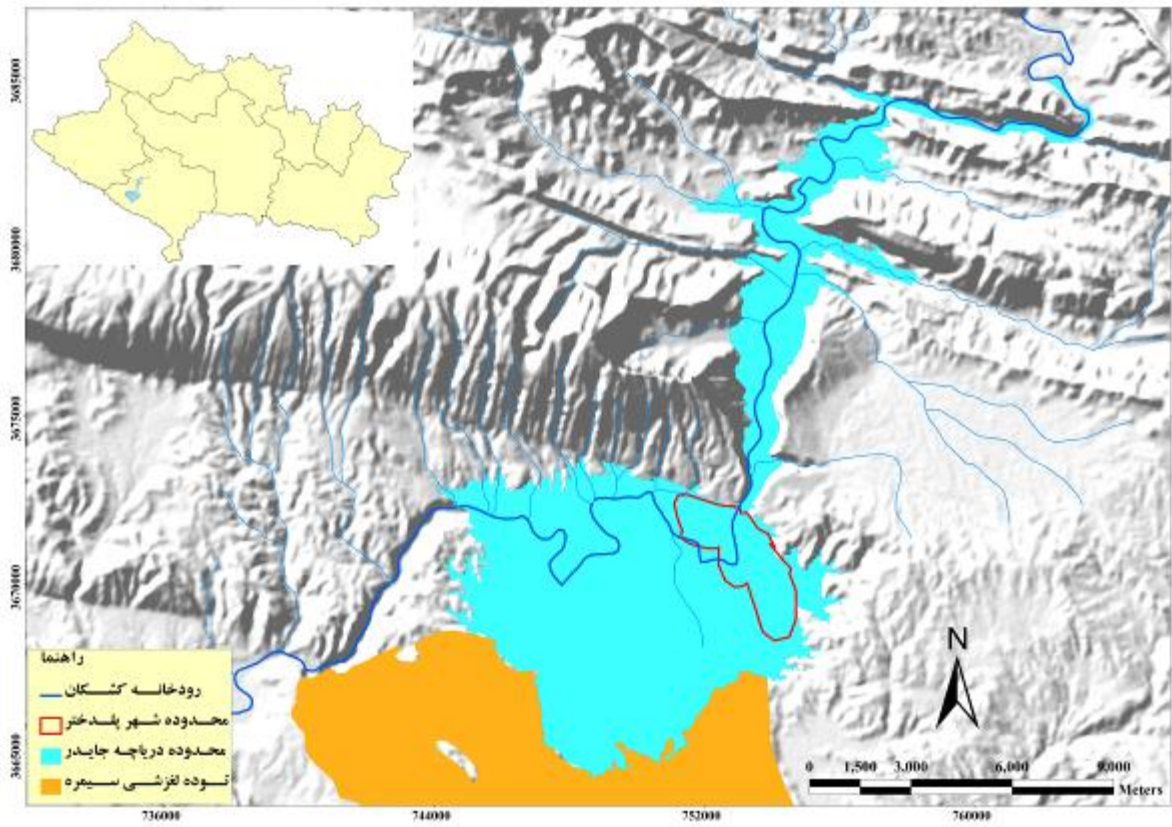 3685000
3680000
3675000
3670000
3665000
راهنما
رودخانه کشکان
محدوده شهر پلدختر
محدوده دریاچه جایدر
توده لغزشی سیمره
N
0 1,500 3,000 6,000 9,000
Meters
736000 744000 752000 760000